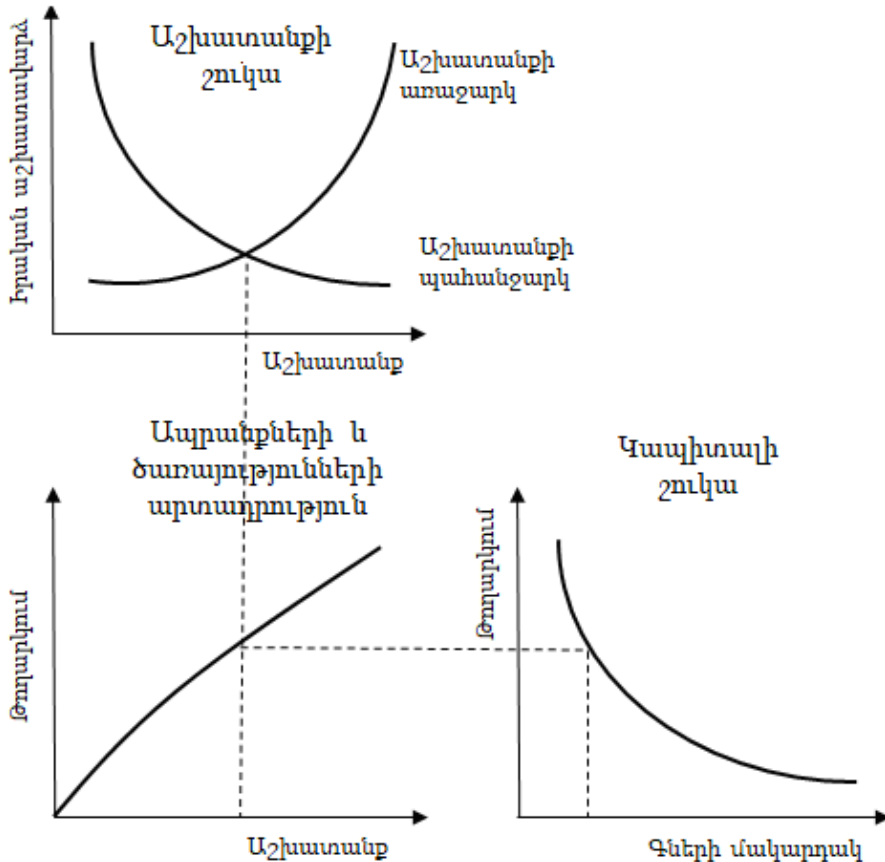 Իրական աշխատավարձ
Աշխատանքի
շուկա
Աշխատանքի
առաջարկ
Աշխատանքի
պահանջարկ
Աշխատանք
Ապրանքների և
ծառայությունների
արտադրություն
Թողարկում
Աշխատանք
Կապիտալի
շուկա
Թողարկում
Գների մակարդակ